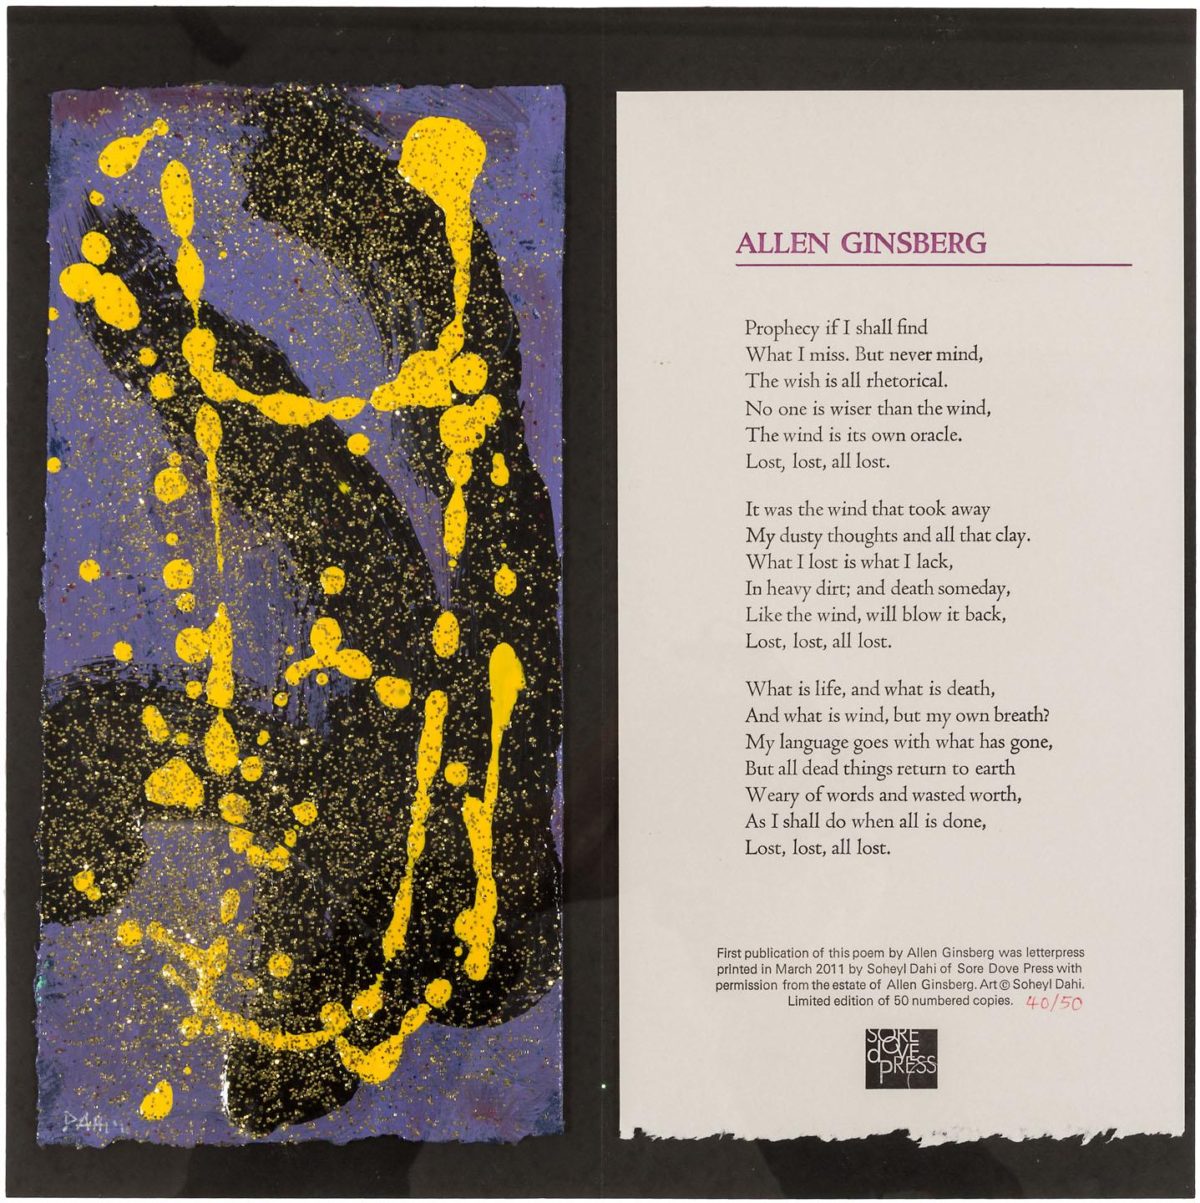 ALLEN GINSBERG
Prophecy if I shall find
What I miss. But never mind,
The wish is all rhetorical.
No one is wiser than the wind,
The wind is its own oracle.
Lost, lost, all lost.
It was the wind that took away
My dusty thoughts and all that clay.
What I lost is what I lack,
In heavy dirt; and death someday,
Like the wind, will blow it back,
Lost, lost, all lost.
What is life, and what is death,
And what is wind, but my own breath?
My language goes with what has gone,
But all dead things return to earth
Weary of words and wasted worth,
As I shall do when all is done,
Lost, lost, all lost.
First publication of this poem by Allen Ginsberg was letterpress
printed in March 2011 by Soheyl Dahi of Sore Dove Press with
permission from the estate of Allen Ginsberg. Art © Soheyl Dahi.
Limited edition of 50 numbered copies. 40/50
SORE
dOVE
PRESS